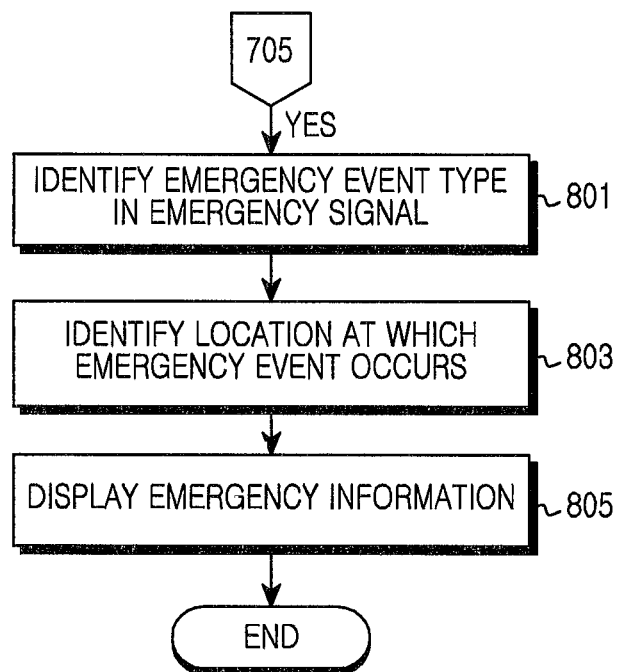 705
YES
IDENTIFY EMERGENCY EVENT TYPE
IN EMERGENCY SIGNAL
801
IDENTIFY LOCATION AT WHICH
EMERGENCY EVENT OCCURS
803
DISPLAY EMERGENCY INFORMATION
805
END